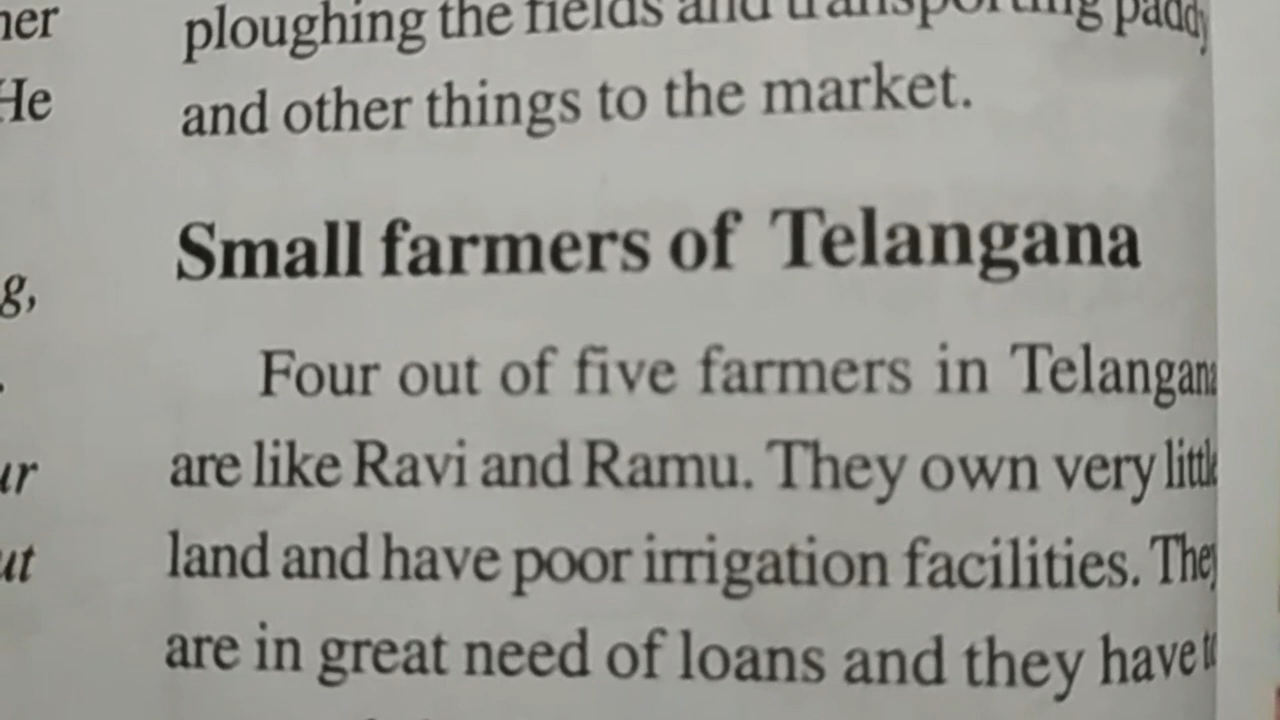 ploughing the fields and transporting paddy
and other things to the market.
Small farmers of Telangana
Four out of five farmers in Telangana
are like Ravi and Ramu. They own very little
land and have poor irrigation facilities. They
are in great need of loans and they have to